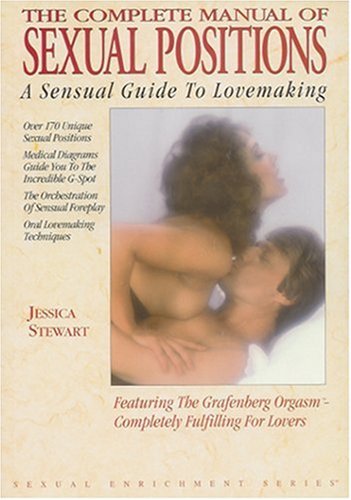 THE COMPLETE MANUAL OF
SEXUAL POSITIONS
A Sensual Guide To Lovemaking
Over 170 Unique
Sexual Positions
Medical Diagrams
Guide You To The
Incredible G-Spot
The Orchestration
Of Sensual Foreplay
Oral Lovemaking
Techniques
JESSICA
STEWART
Featuring The Grafenberg Orgasm™-
Completely Fulfilling For Lovers
SEXUAL ENRICHMENT SERIES®